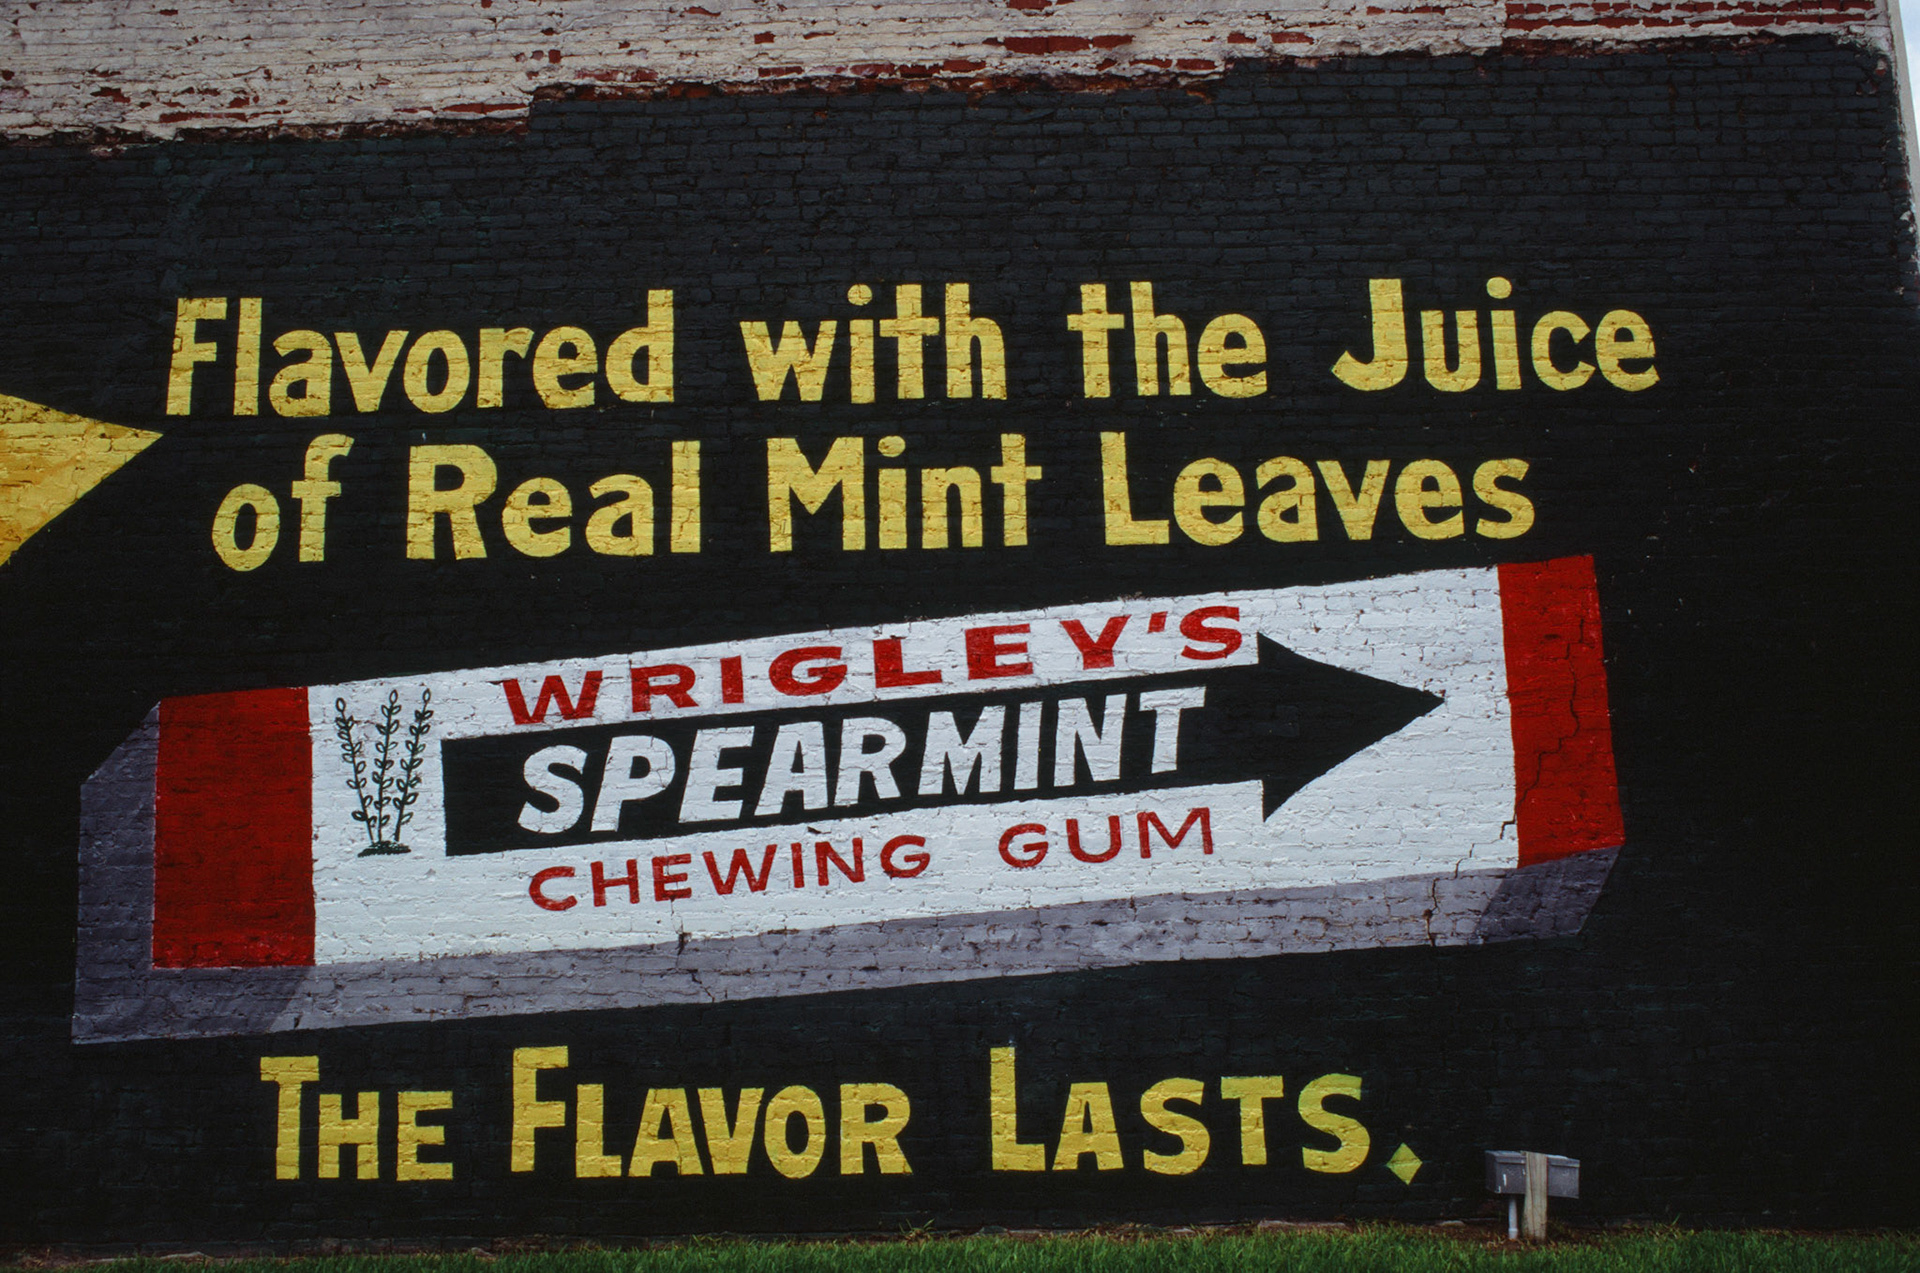 Flavored with the Juice
of Real Mint Leaves
WRIGLEY'S
SPEARMINT
CHEWING GUM
THE FLAVOR LASTS.